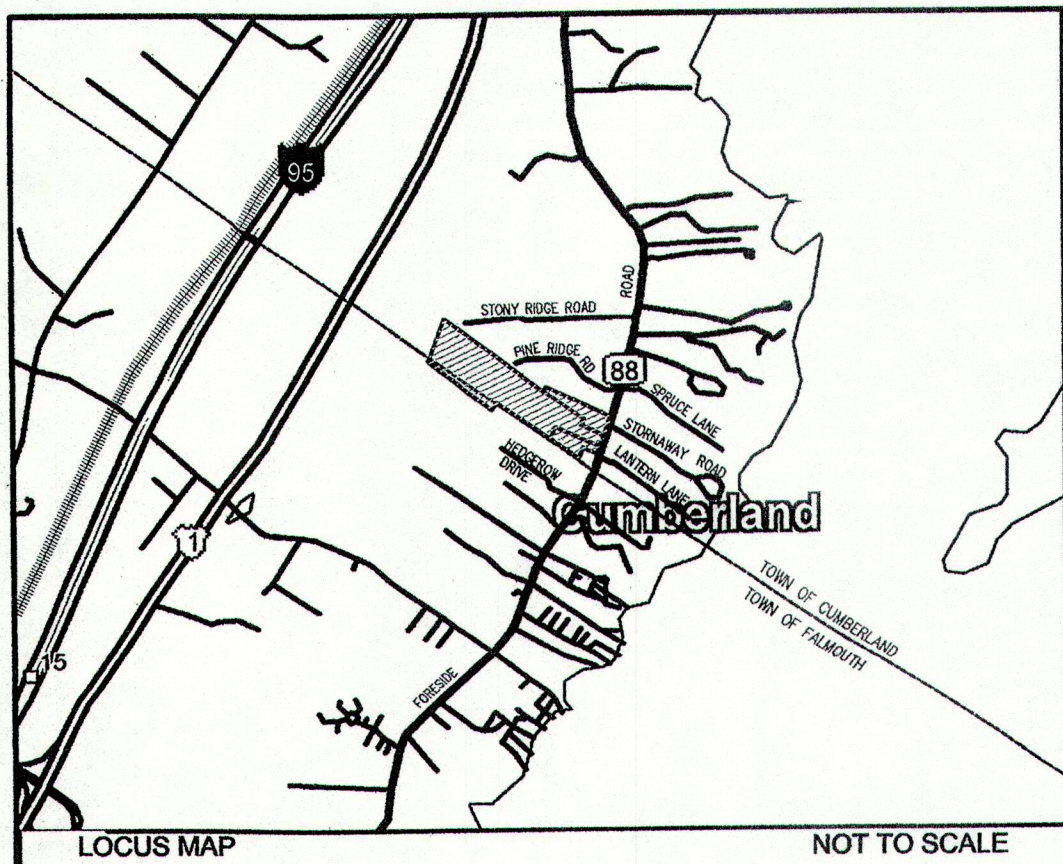 95
STONY RIDGE ROAD
ROAD
PINE RIDGE RD
88
SPRUCE LANE
STORNAWAY ROAD
LANTERN LANE
HEDGEROW
DRIVE
Cumberland
1
TOWN OF CUMBERLAND
TOWN OF FALMOUTH
15
FORESIDE
LOCUS MAP
NOT TO SCALE